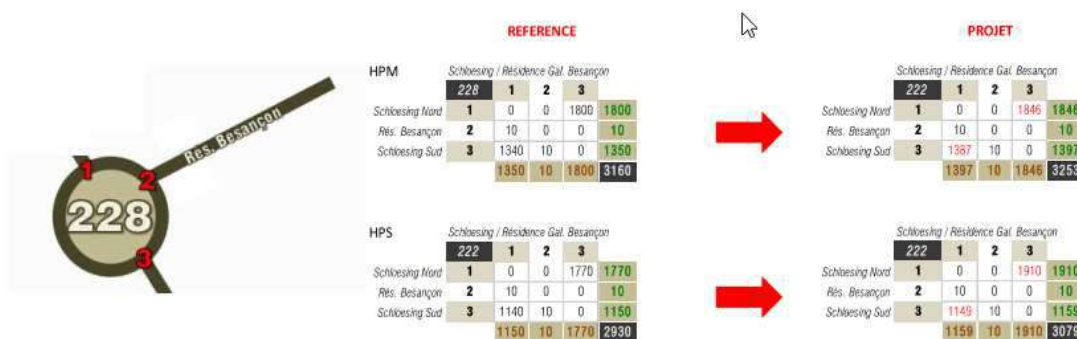 REFERENCE
PROJET
HPM
Schloesing / Résidence Gal. Besançon
228 1 2 3
Schloesing Nord 1 0 0 1800 1800
Rés. Besançon 2 10 0 0 10
Schloesing Sud 3 1340 10 0 1350
1350 10 1800 3160
Schloesing / Résidence Gal. Besançon
222 1 2 3
Schloesing Nord 1 0 0 1846 1846
Rés. Besançon 2 10 0 0 10
Schloesing Sud 3 1387 10 0 1397
1397 10 1846 3253
Res. Besançon
1
2
228
3
HPS
Schloesing / Résidence Gal. Besançon
222 1 2 3
Schloesing Nord 1 0 0 1770 1770
Rés. Besançon 2 10 0 0 10
Schloesing Sud 3 1140 10 0 1150
1150 10 1770 2930
Schloesing / Résidence Gal. Besançon
222 1 2 3
Schloesing Nord 1 0 0 1910 1910
Rés. Besançon 2 10 0 0 10
Schloesing Sud 3 1149 10 0 1159
1159 10 1910 3079